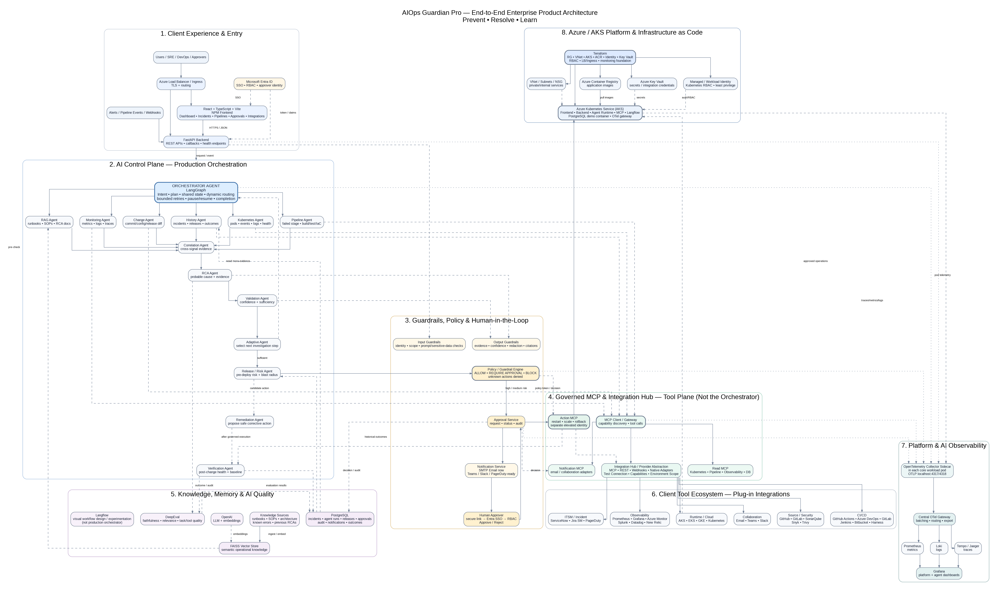 AIOps Guardian Pro — End-to-End Enterprise Product Architecture
Prevent • Resolve • Learn
1. Client Experience & Entry
Users / SRE / DevOps / Approvers
Azure Load Balancer / Ingress
TLS + routing
Microsoft Entra ID
SSO • RBAC • approver identity
SSO
token / claims
Alerts / Pipeline Events / Webhooks
React + TypeScript + Vite
NPM Frontend
Dashboard • Incidents • Pipelines • Approvals • Integrations
HTTPS / JSON
FastAPI Backend
REST APIs • callbacks • health endpoints
request / event
8. Azure / AKS Platform & Infrastructure as Code
Terraform
RG • VNet • AKS • ACR • Identity • Key Vault
RBAC • LB/Ingress • monitoring foundation
VNet / Subnets / NSG
private/internal services
Azure Container Registry
application images
Azure Key Vault
secrets / integration credentials
Managed / Workload Identity
Kubernetes RBAC • least privilege
pull images
secrets
auth/RBAC
Azure Kubernetes Service (AKS)
Frontend • Backend • Agent Runtime • MCP • Langflow
PostgreSQL demo container • OTel gateway
2. AI Control Plane — Production Orchestration
ORCHESTRATOR AGENT
LangGraph
Intent • plan • shared state • dynamic routing
bounded retries • pause/resume • completion
RAG Agent
runbooks • SOPs • RCA docs
Monitoring Agent
metrics • logs • traces
Change Agent
commit/config/release diff
History Agent
incidents • releases • outcomes
Kubernetes Agent
pods • events • logs • health
Pipeline Agent
failed stage • build/test/IaC
pre-check
Correlation Agent
cross-signal evidence
need more evidence
approved operations
RCA Agent
probable cause + evidence
pod telemetry
Validation Agent
confidence + sufficiency
traces/metrics/logs
Adaptive Agent
select next investigation step
sufficient
Release / Risk Agent
pre-deploy risk + blast radius
candidate action
Remediation Agent
propose safe corrective action
after governed execution
historical outcomes
Verification Agent
post-change health + baseline
outcome / audit
evaluation results
decision / audit
3. Guardrails, Policy & Human-in-the-Loop
Input Guardrails
identity • scope • prompt/sensitive-data checks
Output Guardrails
evidence • confidence • redaction • citations
Policy / Guardrail Engine
ALLOW • REQUIRE APPROVAL • BLOCK
unknown actions denied
high / medium risk
policy token / decision
Approval Service
request • status • audit
Notification Service
SMTP Email now
Teams / Slack / PagerDuty-ready
decision
Human Approver
secure link → Entra SSO → RBAC
Approve / Reject
4. Governed MCP & Integration Hub — Tool Plane (Not the Orchestrator)
Action MCP
restart • scale • rollback
separate elevated identity
MCP Client / Gateway
capability discovery • tool calls
Notification MCP
email / collaboration adapters
Integration Hub / Provider Abstraction
MCP • REST • Webhooks • Native Adapters
Test Connection • Capabilities • Environment Scope
Read MCP
Kubernetes • Pipeline • Observability • DB
5. Knowledge, Memory & AI Quality
Langflow
visual workflow design / experimentation
(not production orchestrator)
DeepEval
faithfulness • relevance • task/tool quality
OpenAI
LLM + embeddings
Knowledge Sources
runbooks • SOPs • architecture
known errors • previous RCAs
PostgreSQL
incidents • agent runs • releases • approvals
audit • notifications • outcomes
embeddings
ingest / embed
FAISS Vector Store
semantic operational knowledge
6. Client Tool Ecosystem — Plug-in Integrations
ITSM / Incident
ServiceNow • Jira SM • PagerDuty
Observability
Prometheus • Grafana • Azure Monitor
Splunk • Datadog • New Relic
Runtime / Cloud
AKS • EKS • GKE • Kubernetes
Collaboration
Email • Teams • Slack
Source / Security
GitHub • GitLab • SonarQube
Snyk • Trivy
CI/CD
GitHub Actions • Azure DevOps • GitLab
Jenkins • Bitbucket • Harness
7. Platform & AI Observability
OpenTelemetry Collector Sidecar
in each core workload pod
OTLP localhost:4317/4318
Central OTel Gateway
batching • routing • export
Prometheus
metrics
Loki
logs
Tempo / Jaeger
traces
Grafana
platform + agent dashboards